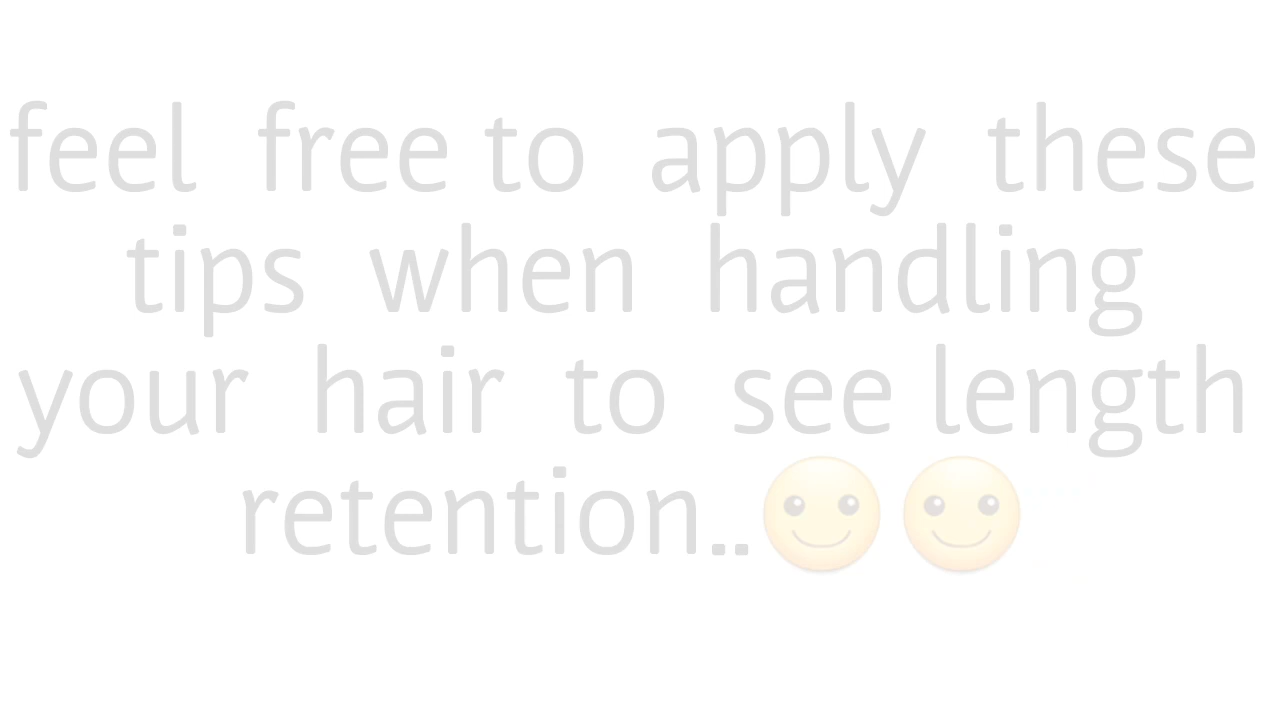 feel free to apply these
tips when handling
your hair to see length
retention..🙂🙂